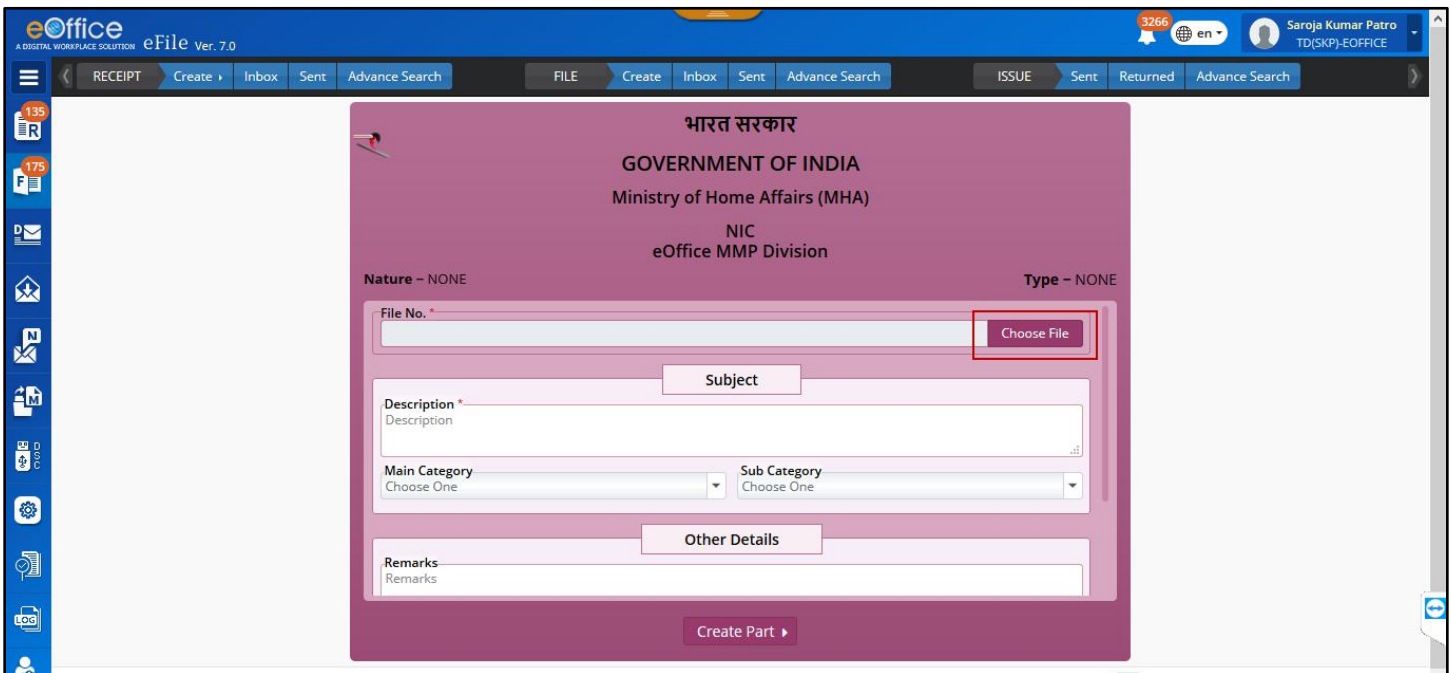 eOffice
A DIGITAL WORKPLACE SOLUTION eFile Ver. 7.0
3266
en
Saroja Kumar Patro
TD(SKP)-EOFFICE
RECEIPT Create Inbox Sent Advance Search FILE Create Inbox Sent Advance Search ISSUE Sent Returned Advance Search
135
R
175
F
D
N
M
DSC
LOG
भारत सरकार
GOVERNMENT OF INDIA
Ministry of Home Affairs (MHA)
NIC
eOffice MMP Division
Nature – NONE Type – NONE
File No. *
Choose File
Subject
Description *
Description
Main Category Sub Category
Choose One Choose One
Other Details
Remarks
Remarks
Create Part